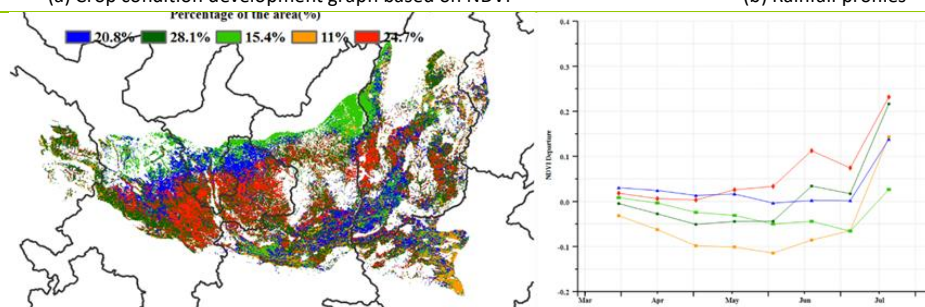 (a) Crop condition development graph based on NDVI
(b) Rainfall profiles
Percentage of the area(%)
20.8% 28.1% 15.4% 11% 24.7%
0.4
0.3
0.2
0.1
0.0
-0.1
-0.2
NDVI Departure
Mar Apr May Jun Jul